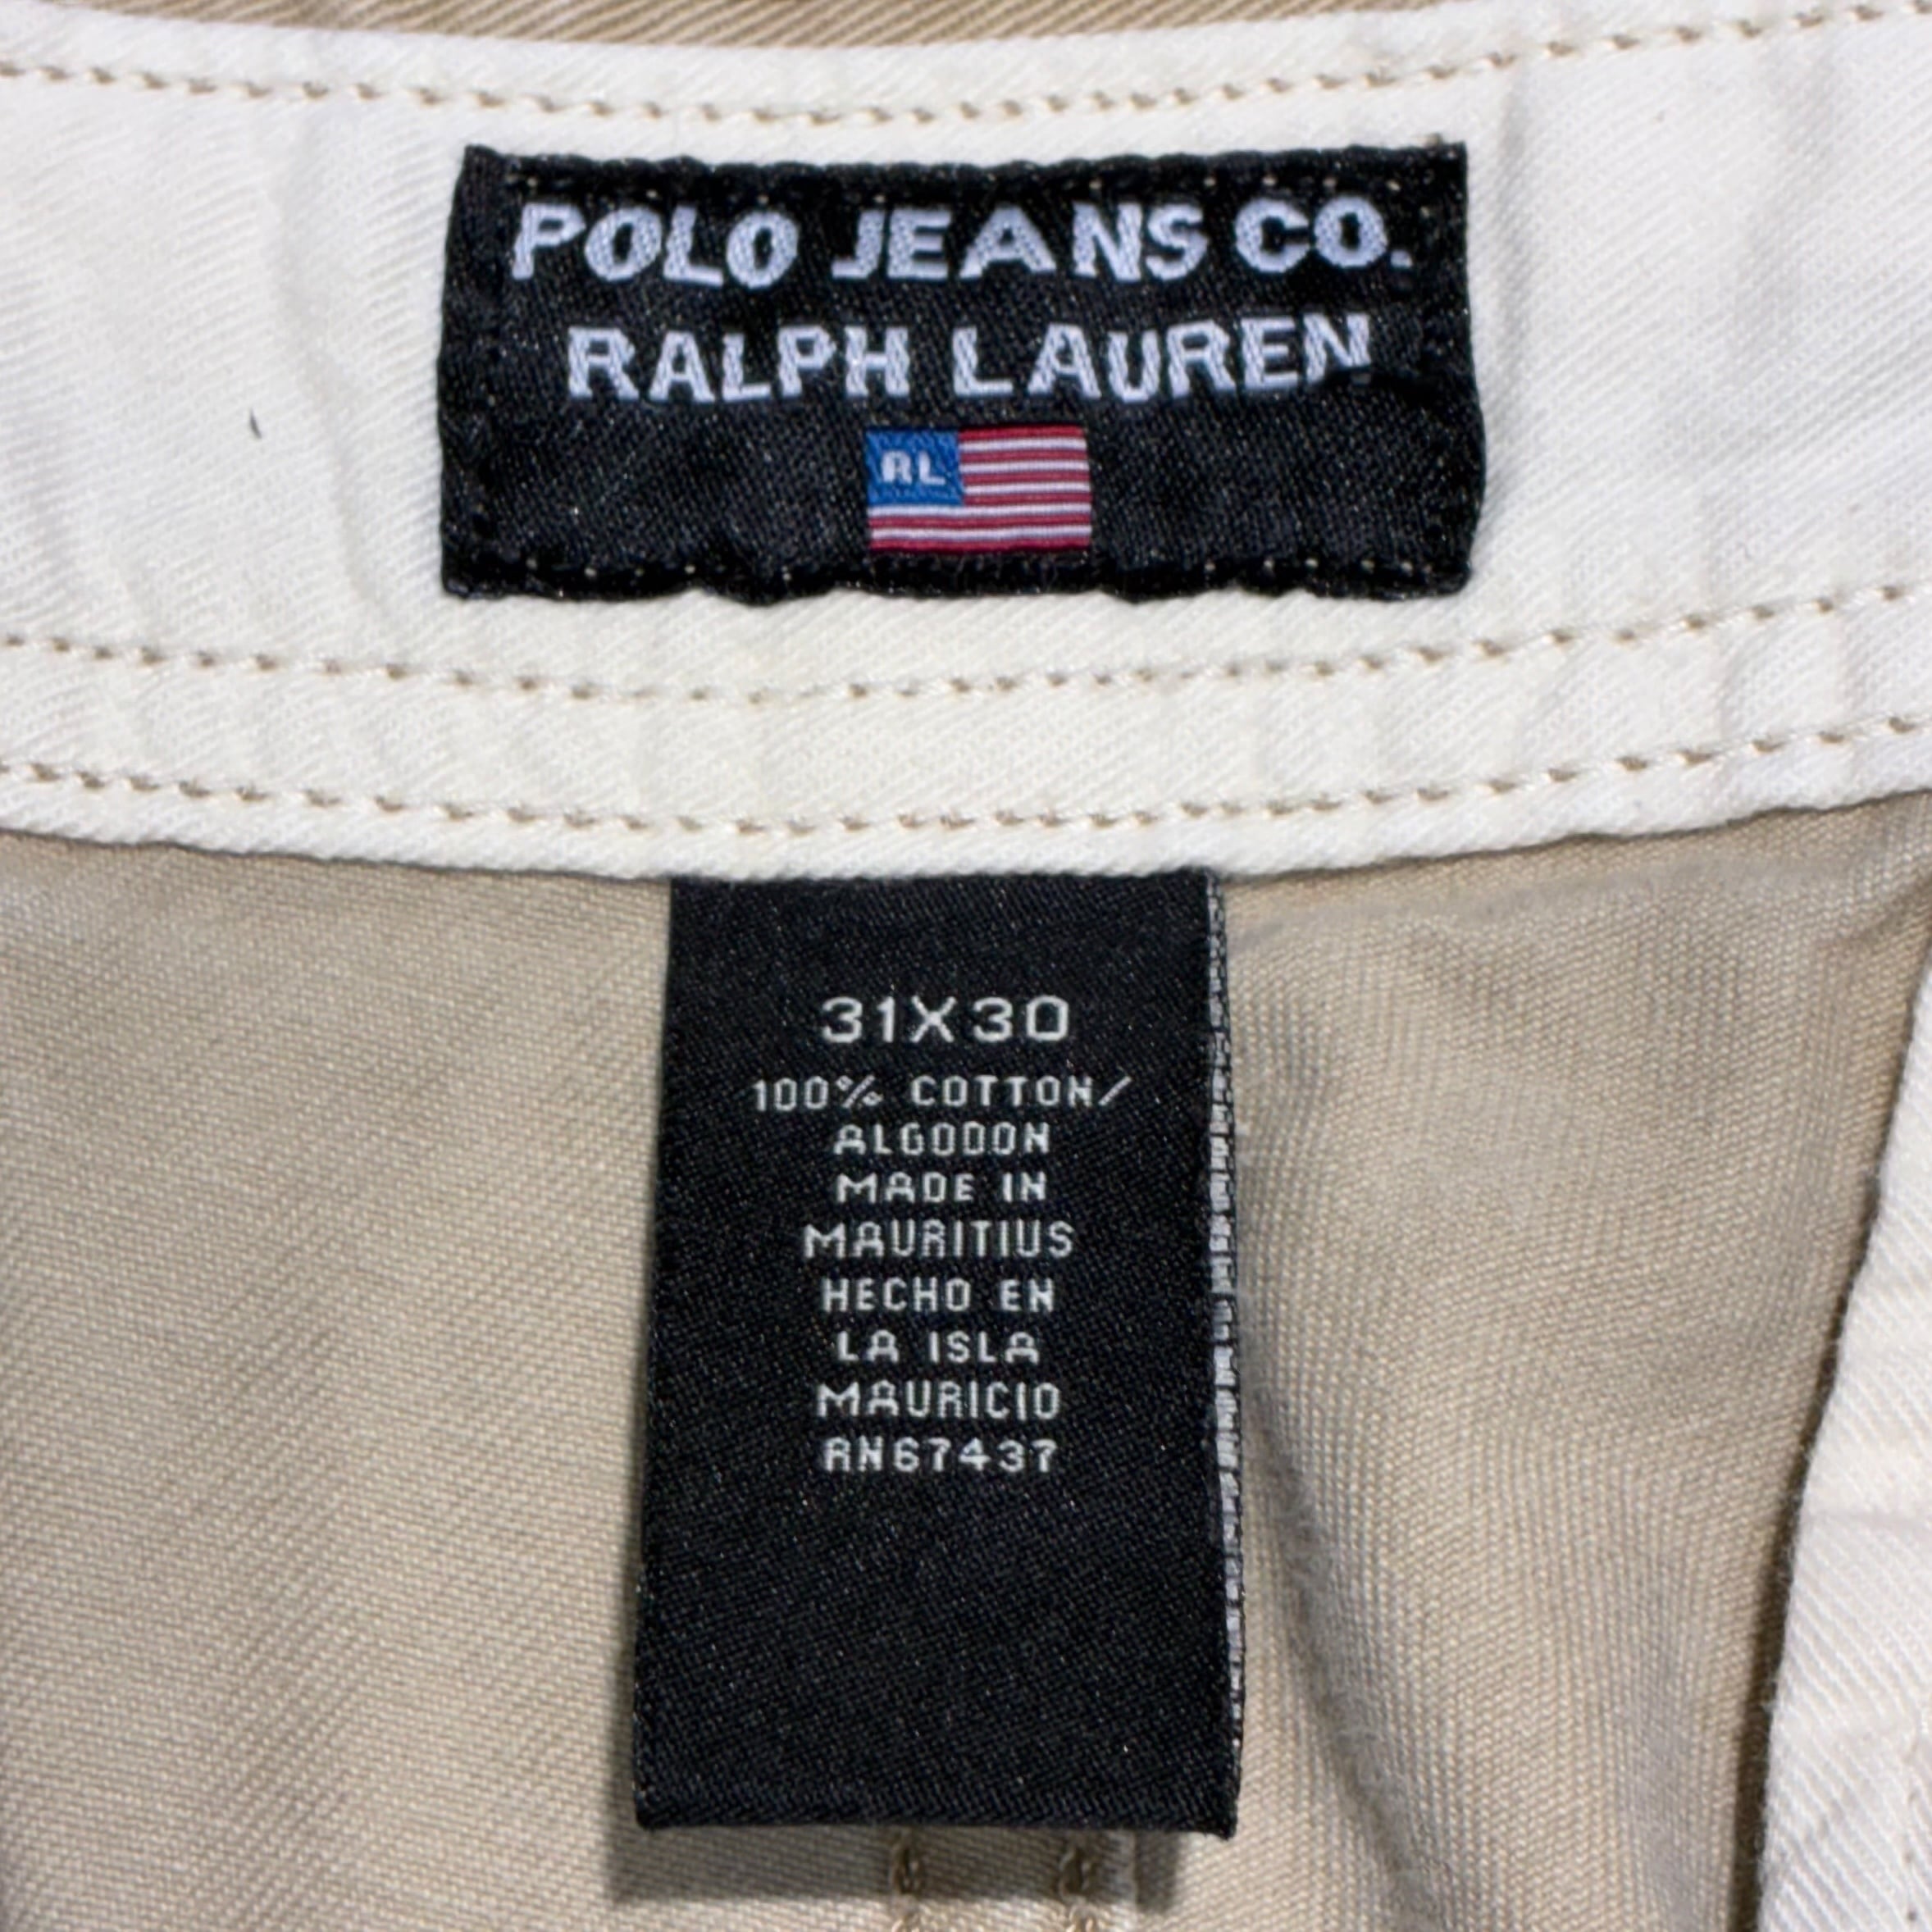 POLO JEANS CO.
RALPH LAUREN
RL
31X30
100% COTTON/
ALGODON
MADE IN
MAURITIUS
HECHO EN
LA ISLA
MAURICIO
RN67437